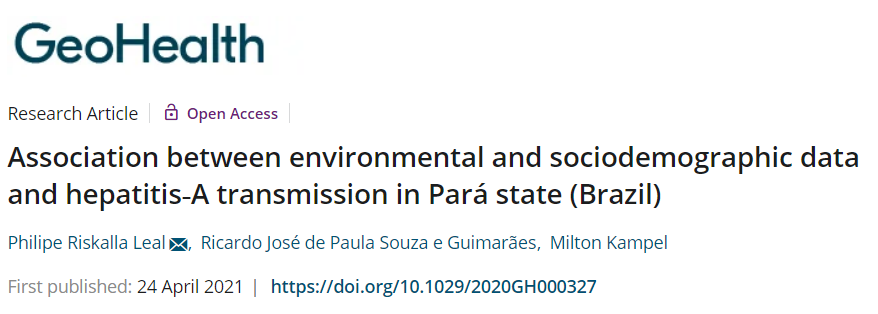 GeoHealth
Research Article
Open Access
Association between environmental and sociodemographic data
and hepatitis-A transmission in Pará state (Brazil)
Philipe Riskalla Leal, Ricardo José de Paula Souza e Guimarães, Milton Kampel
First published: 24 April 2021 | https://doi.org/10.1029/2020GH000327